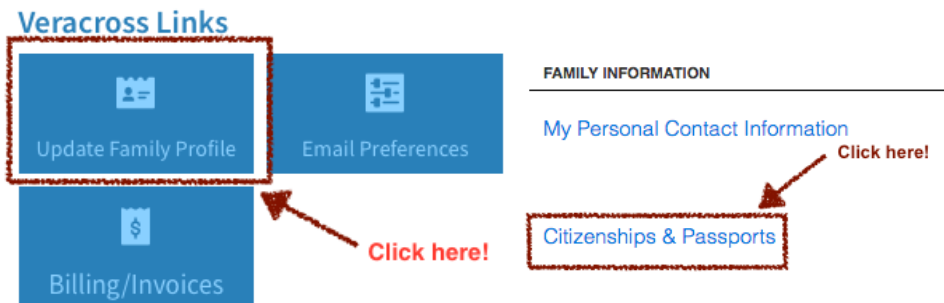 Veracross Links
Update Family Profile
Email Preferences
Billing/Invoices
Click here!
FAMILY INFORMATION
My Personal Contact Information
Click here!
Citizenships & Passports